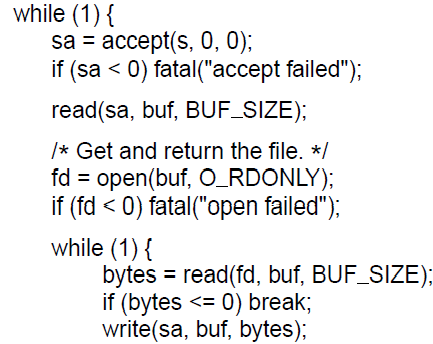 while (1) {
sa = accept(s, 0, 0);
if (sa < 0) fatal("accept failed");
read(sa, buf, BUF_SIZE);
/* Get and return the file. */
fd = open(buf, O_RDONLY);
if (fd < 0) fatal("open failed");
while (1) {
bytes = read(fd, buf, BUF_SIZE);
if (bytes <= 0) break;
write(sa, buf, bytes);